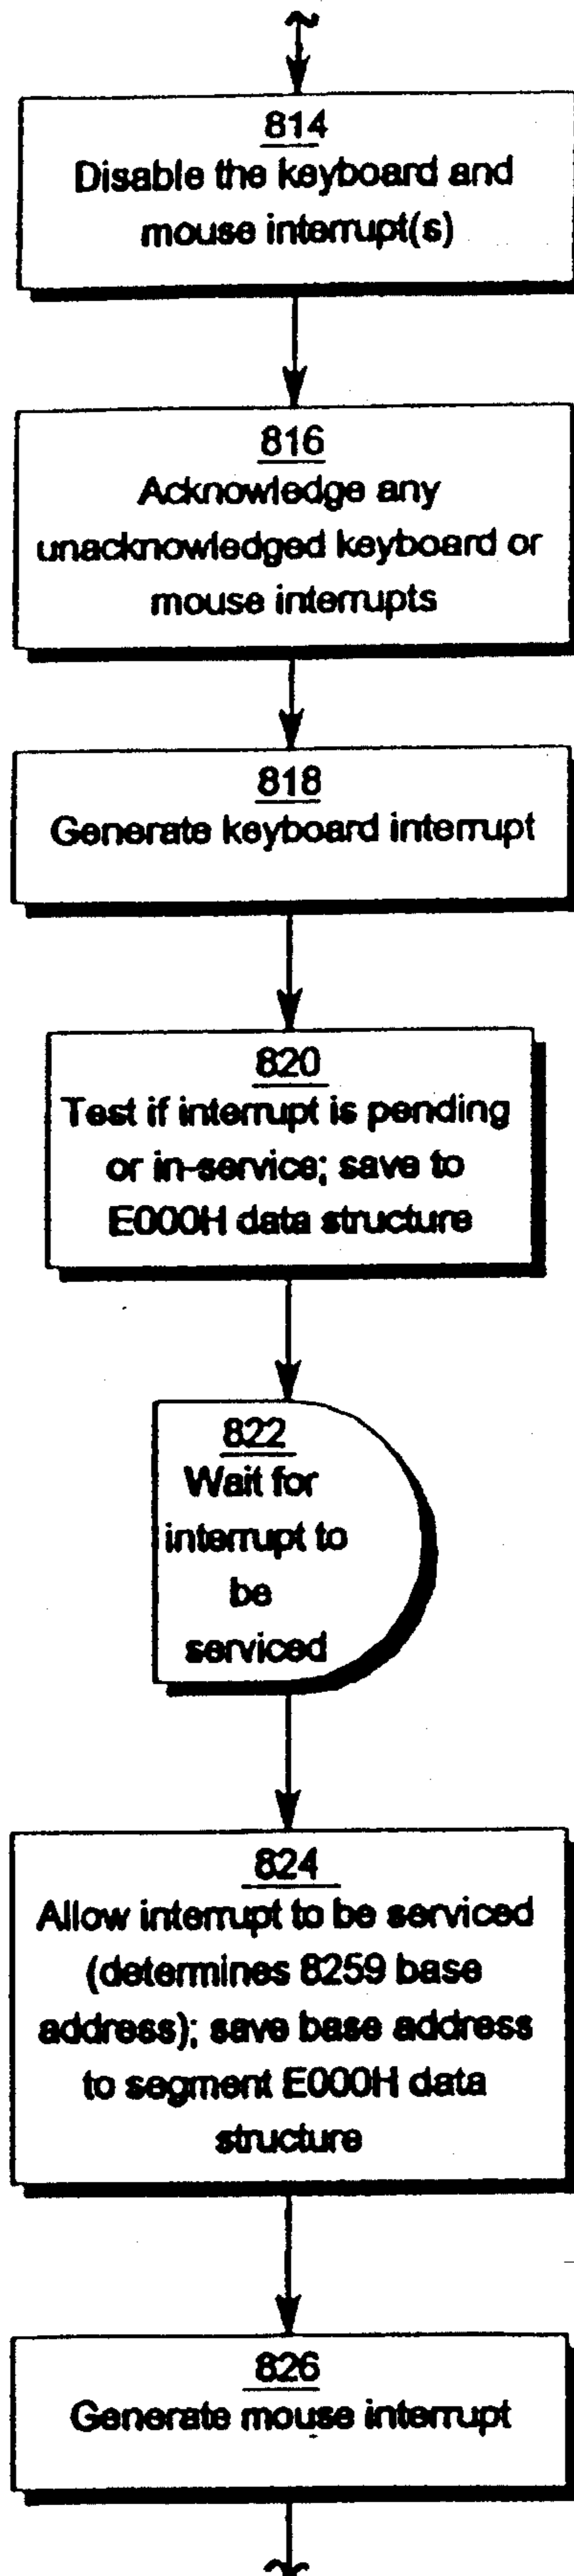 814
Disable the keyboard and
mouse interrupt(s)
816
Acknowledge any
unacknowledged keyboard or
mouse interrupts
818
Generate keyboard interrupt
820
Test if interrupt is pending
or in-service; save to
E000H data structure
822
Wait for
interrupt to
be
serviced
824
Allow interrupt to be serviced
(determines 8259 base
address); save base address
to segment E000H data
structure
826
Generate mouse interrupt